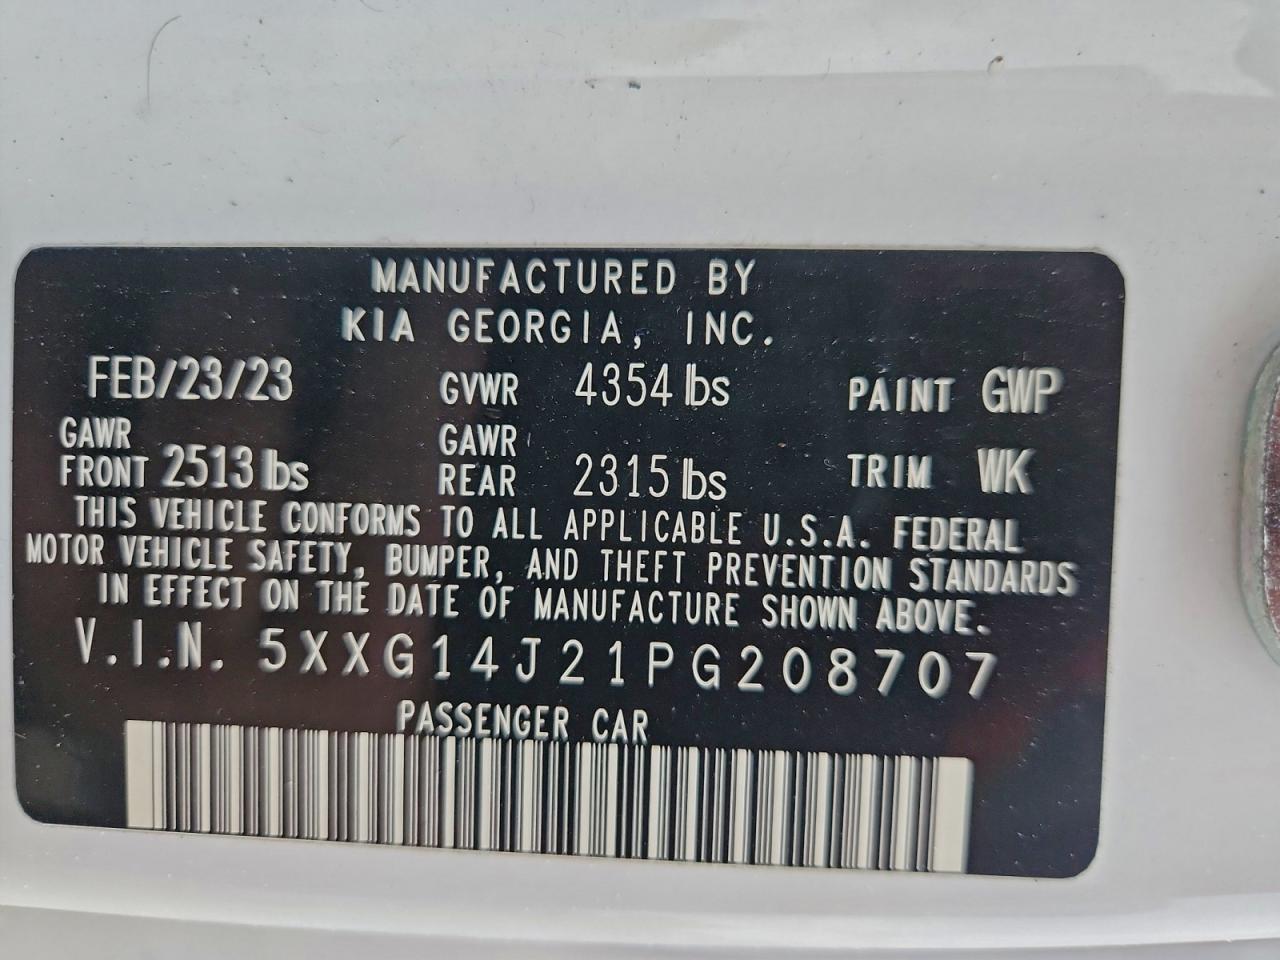 MANUFACTURED BY
KIA GEORGIA, INC.
FEB/23/23 GVWR 4354 lbs PAINT GWP
GAWR FRONT 2513 lbs GAWR REAR 2315 lbs TRIM WK
THIS VEHICLE CONFORMS TO ALL APPLICABLE U.S.A. FEDERAL
MOTOR VEHICLE SAFETY, BUMPER, AND THEFT PREVENTION STANDARDS
IN EFFECT ON THE DATE OF MANUFACTURE SHOWN ABOVE.
V.I.N. 5XXG14J21PG208707
PASSENGER CAR